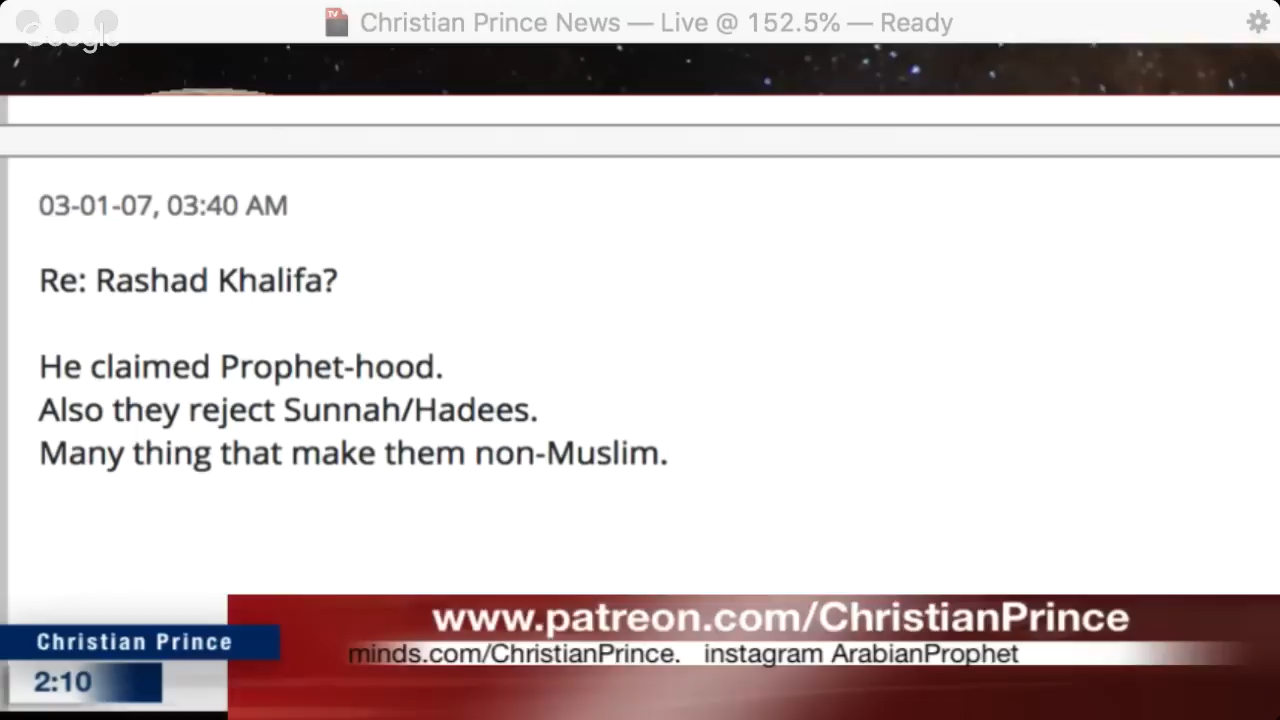 Christian Prince News — Live @ 152.5% — Ready
Google
03-01-07, 03:40 AM
Re: Rashad Khalifa?
He claimed Prophet-hood.
Also they reject Sunnah/Hadees.
Many thing that make them non-Muslim.
www.patreon.com/ChristianPrince
Christian Prince
minds.com/ChristianPrince. instagram ArabianProphet
2:10